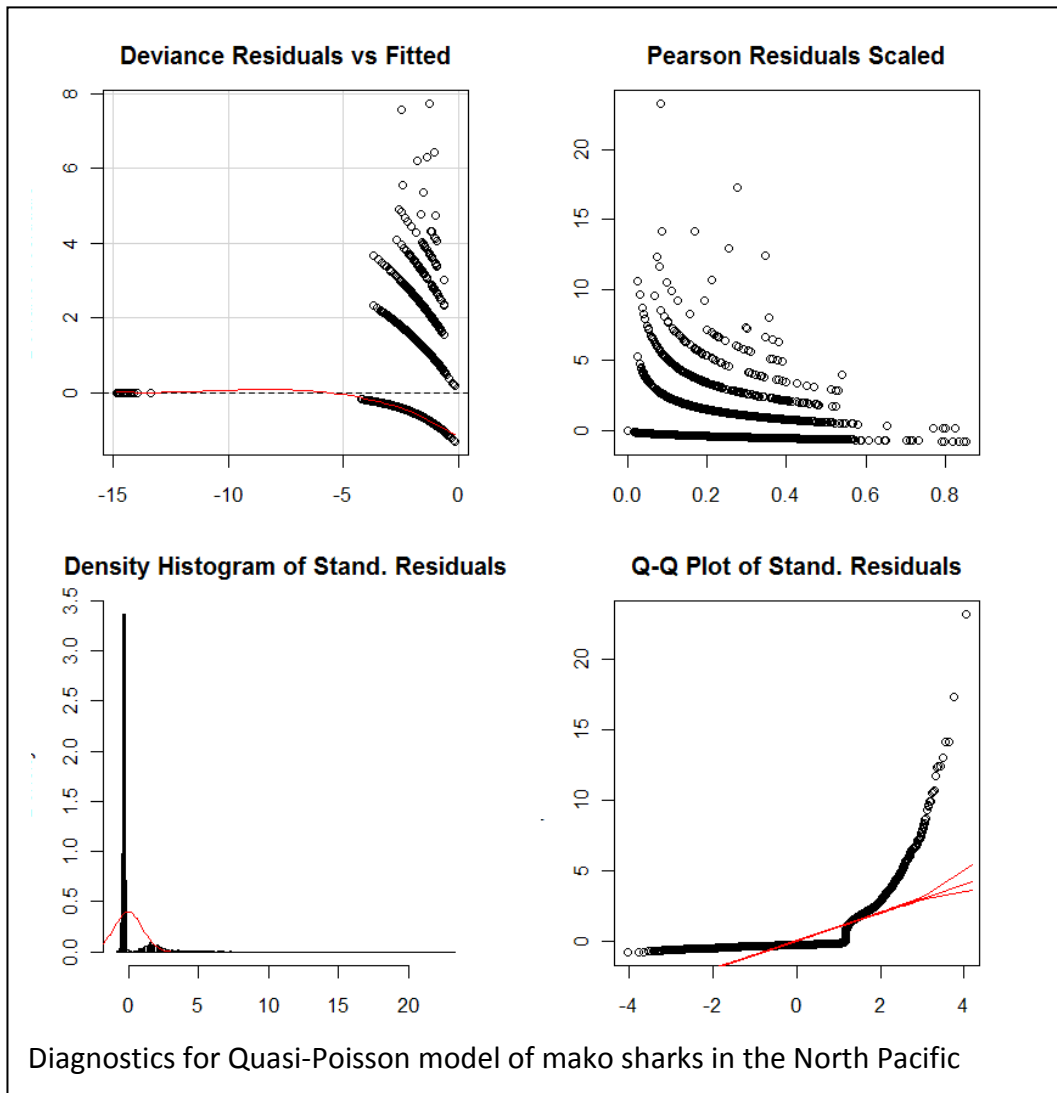 Deviance Residuals vs Fitted
8
6
4
2
0
-15 -10 -5 0
Pearson Residuals Scaled
20
15
10
5
0
0.0 0.2 0.4 0.6 0.8
Density Histogram of Stand. Residuals
3.5
3.0
2.5
2.0
1.5
1.0
0.5
0.0
0 5 10 15 20
Q-Q Plot of Stand. Residuals
20
15
10
5
0
-4 -2 0 2 4
Diagnostics for Quasi-Poisson model of mako sharks in the North Pacific